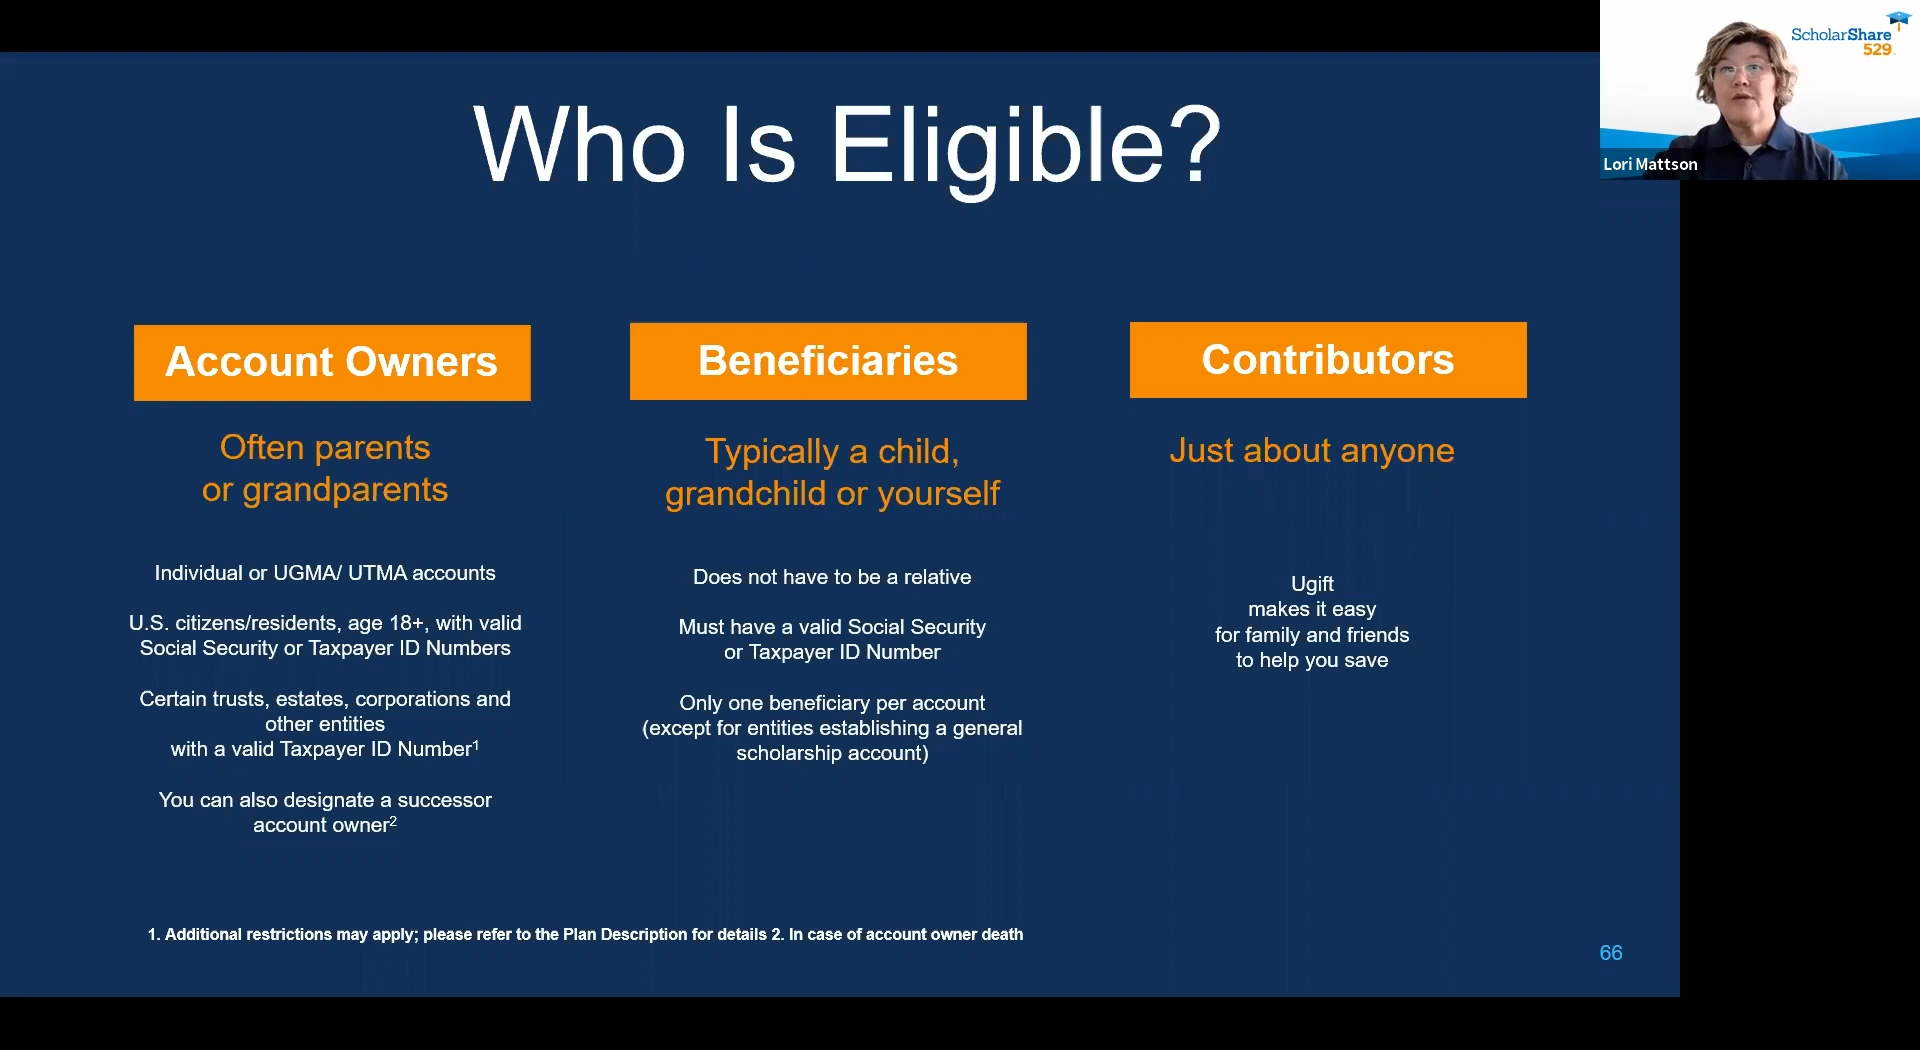 Who Is Eligible?
ScholarShare
529
Lori Mattson
Account Owners
Often parents
or grandparents
Individual or UGMA/ UTMA accounts
U.S. citizens/residents, age 18+, with valid
Social Security or Taxpayer ID Numbers
Certain trusts, estates, corporations and
other entities
with a valid Taxpayer ID Number¹
You can also designate a successor
account owner²
Beneficiaries
Typically a child,
grandchild or yourself
Does not have to be a relative
Must have a valid Social Security
or Taxpayer ID Number
Only one beneficiary per account
(except for entities establishing a general
scholarship account)
Contributors
Just about anyone
Ugift
makes it easy
for family and friends
to help you save
1. Additional restrictions may apply; please refer to the Plan Description for details 2. In case of account owner death
66